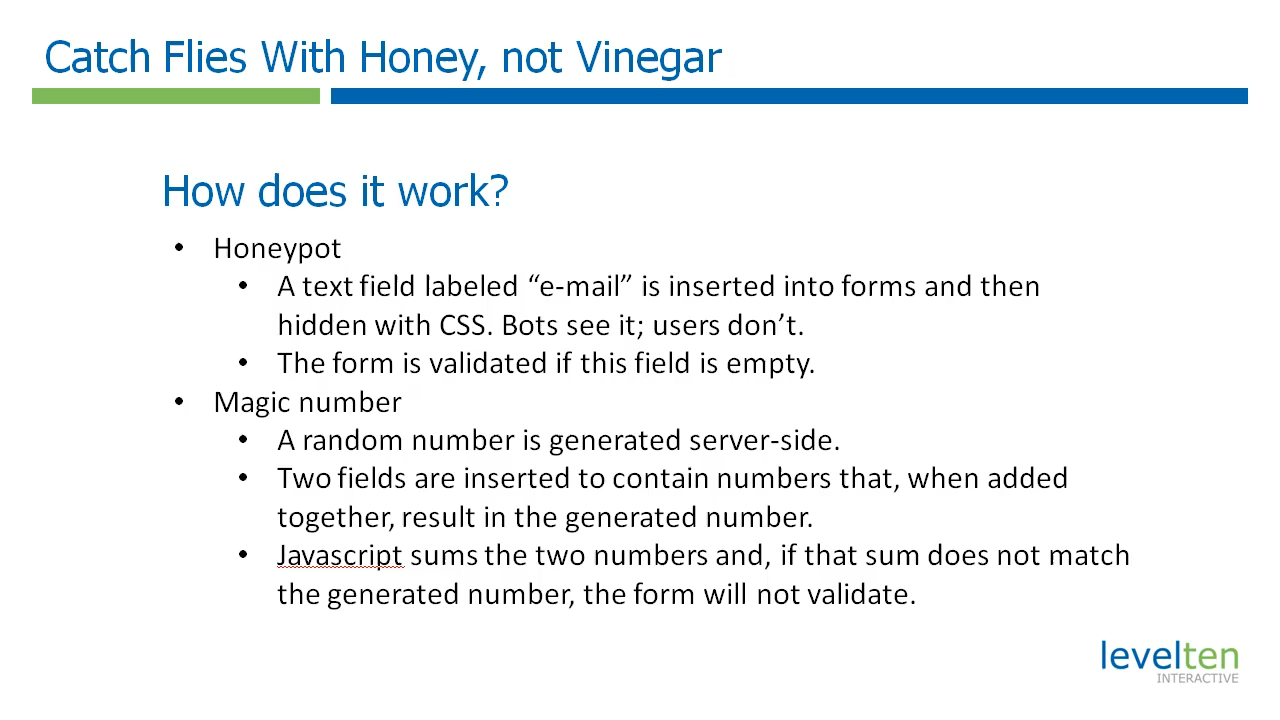 Catch Flies With Honey, not Vinegar
How does it work?
• Honeypot
• A text field labeled “e-mail” is inserted into forms and then
hidden with CSS. Bots see it; users don’t.
• The form is validated if this field is empty.
• Magic number
• A random number is generated server-side.
• Two fields are inserted to contain numbers that, when added
together, result in the generated number.
• Javascript sums the two numbers and, if that sum does not match
the generated number, the form will not validate.
levelten
INTERACTIVE